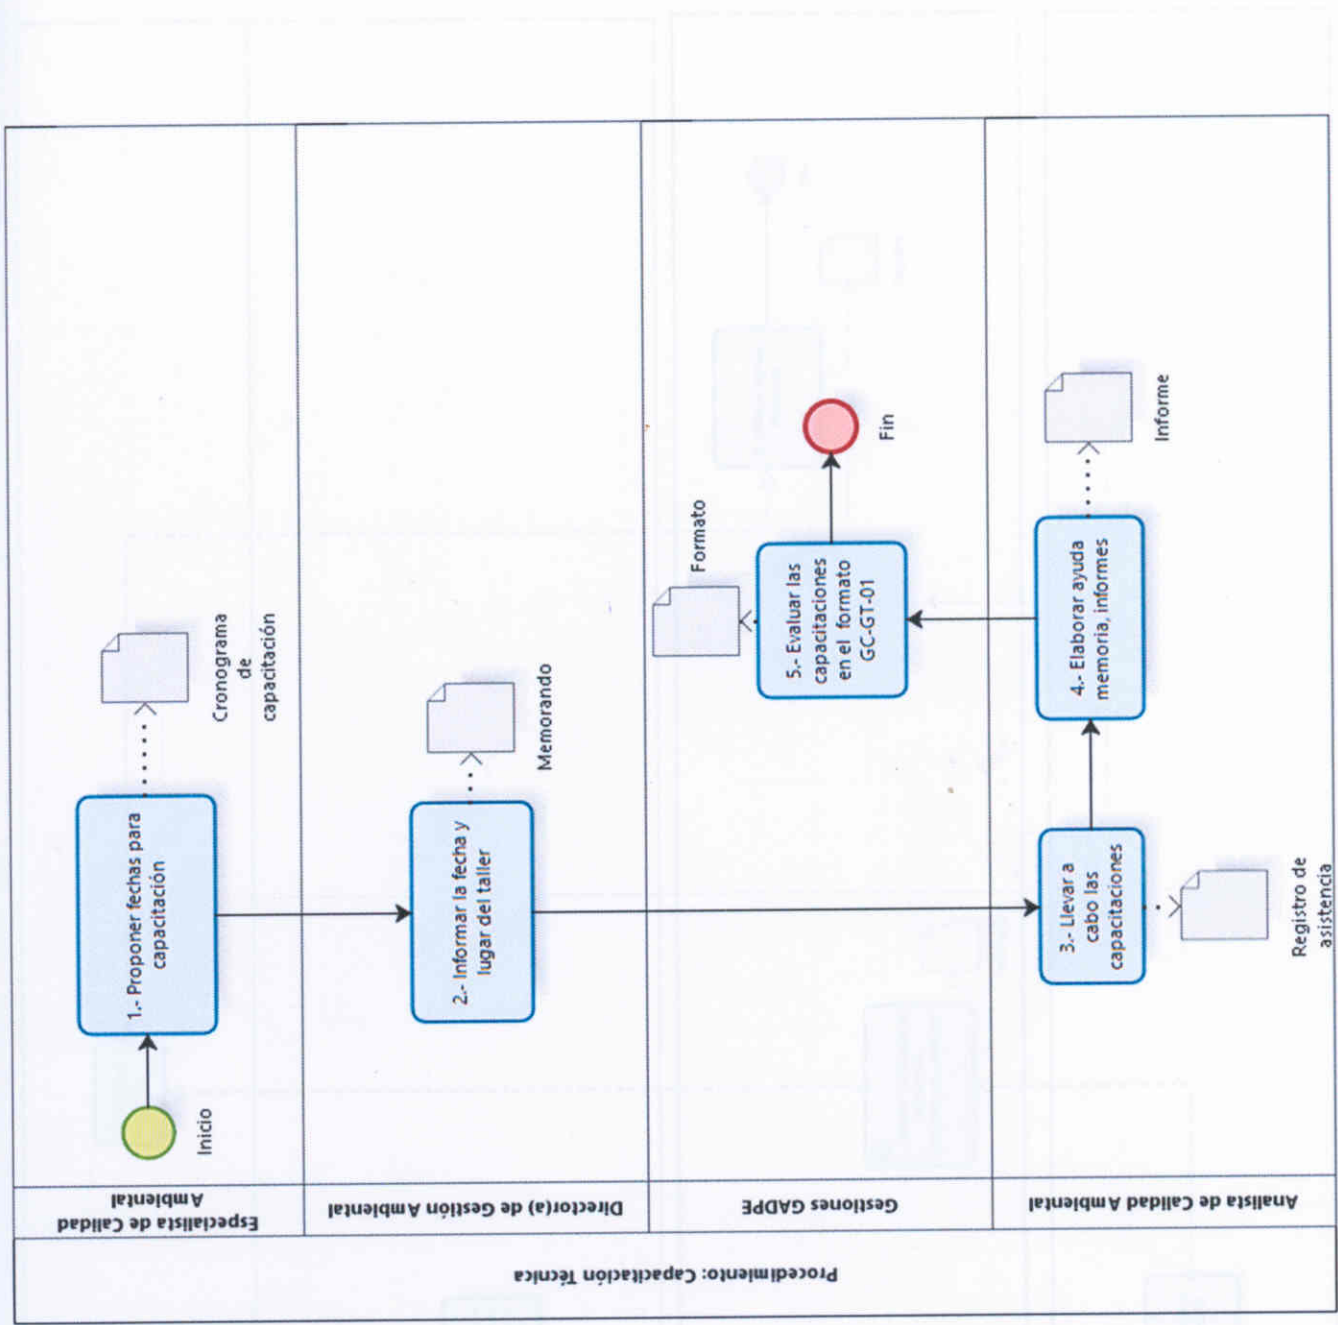 Procedimiento: Capacitación Técnica
Especialista de Calidad
Ambiental
Inicio
1.- Proponer fechas para
capacitación
Cronograma
de
capacitación
Director(a) de Gestión Ambiental
2.- Informar la fecha y
lugar del taller
Memorando
Gestiones GADPE
5.- Evaluar las
capacitaciones
en el formato
GC-GT-01
Formato
Fin
Analista de Calidad Ambiental
3.- Llevar a
cabo las
capacitaciones
Registro de
asistencia
4.- Elaborar ayuda
memoria, informes
Informe